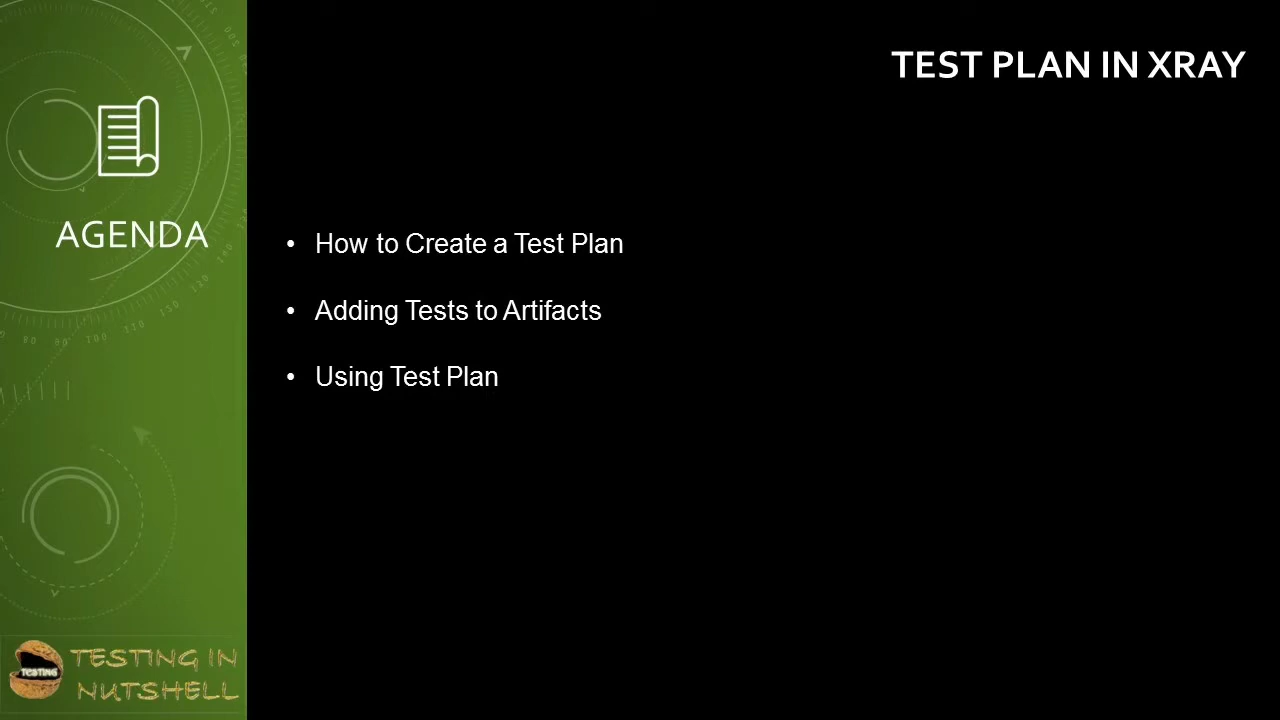 TEST PLAN IN XRAY
AGENDA
• How to Create a Test Plan
• Adding Tests to Artifacts
• Using Test Plan
TESTING
TESTING IN
NUTSHELL